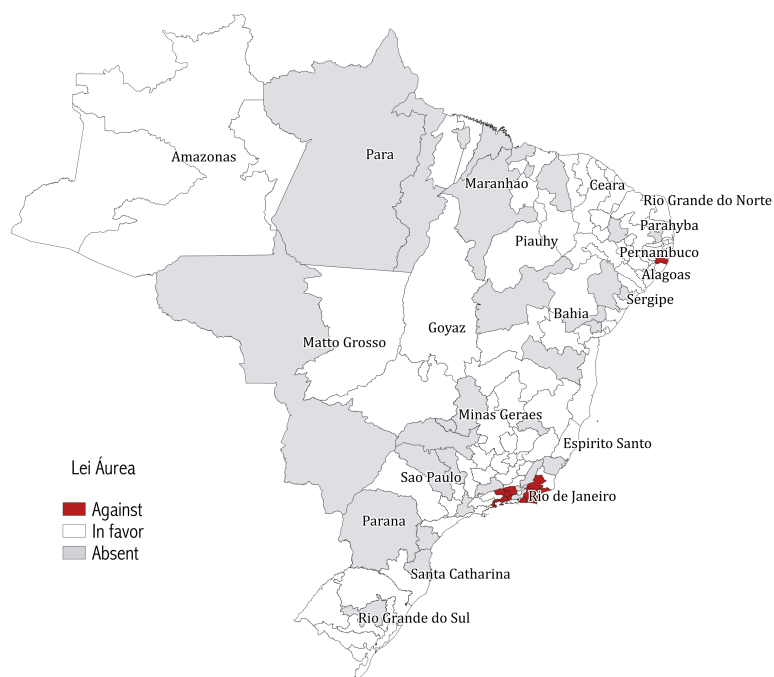 Amazonas
Para
Maranhao
Ceara
Rio Grande do Norte
Parahyba
Piauhy
Pernambuco
Alagoas
Sergipe
Bahia
Goyaz
Matto Grosso
Minas Geraes
Espirito Santo
Sao Paulo
Rio de Janeiro
Parana
Santa Catharina
Rio Grande do Sul
Lei Áurea
Against
In favor
Absent